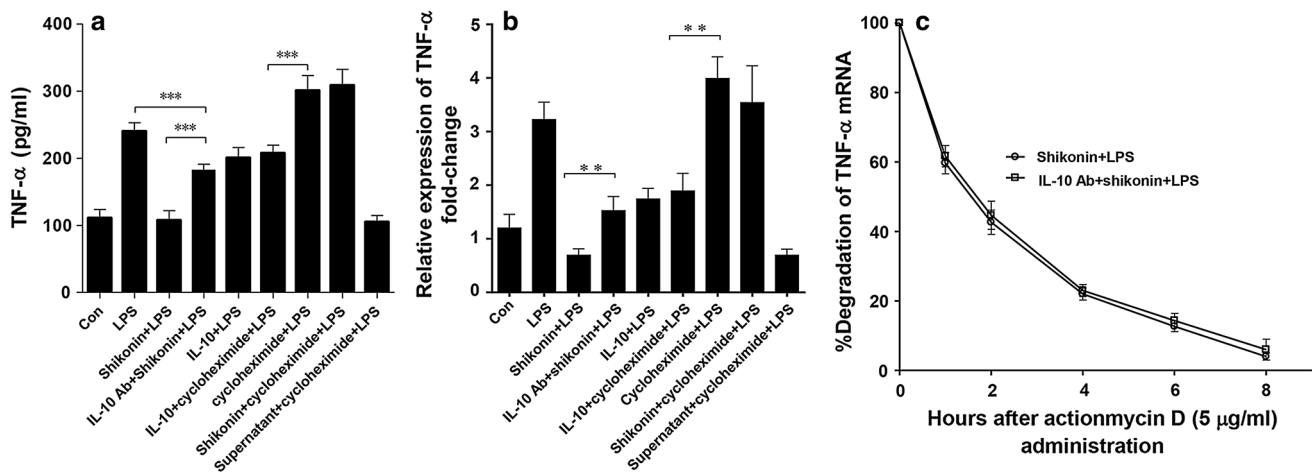 a
TNF-α (pg/ml)
400
300
200
100
0
***
***
***
Con
LPS
Shikonin+LPS
IL-10 Ab+Shikonin+LPS
IL-10+LPS
IL-10+cycloheximide+LPS
cycloheximide+LPS
Shikonin+cycloheximide+LPS
Supernatant+cycloheximide+LPS
b
Relative expression of TNF-α
fold-change
5
4
3
2
1
0
**
**
Con
LPS
Shikonin+LPS
IL-10 Ab+shikonin+LPS
IL-10+LPS
IL-10+cycloheximide+LPS
Cycloheximide+LPS
Shikonin+cycloheximide+LPS
Supernatant+cycloheximide+LPS
c
%Degradation of TNF-α mRNA
100
80
60
40
20
0
Shikonin+LPS
IL-10 Ab+shikonin+LPS
0 2 4 6 8
Hours after actionmycin D (5 μg/ml)
administration